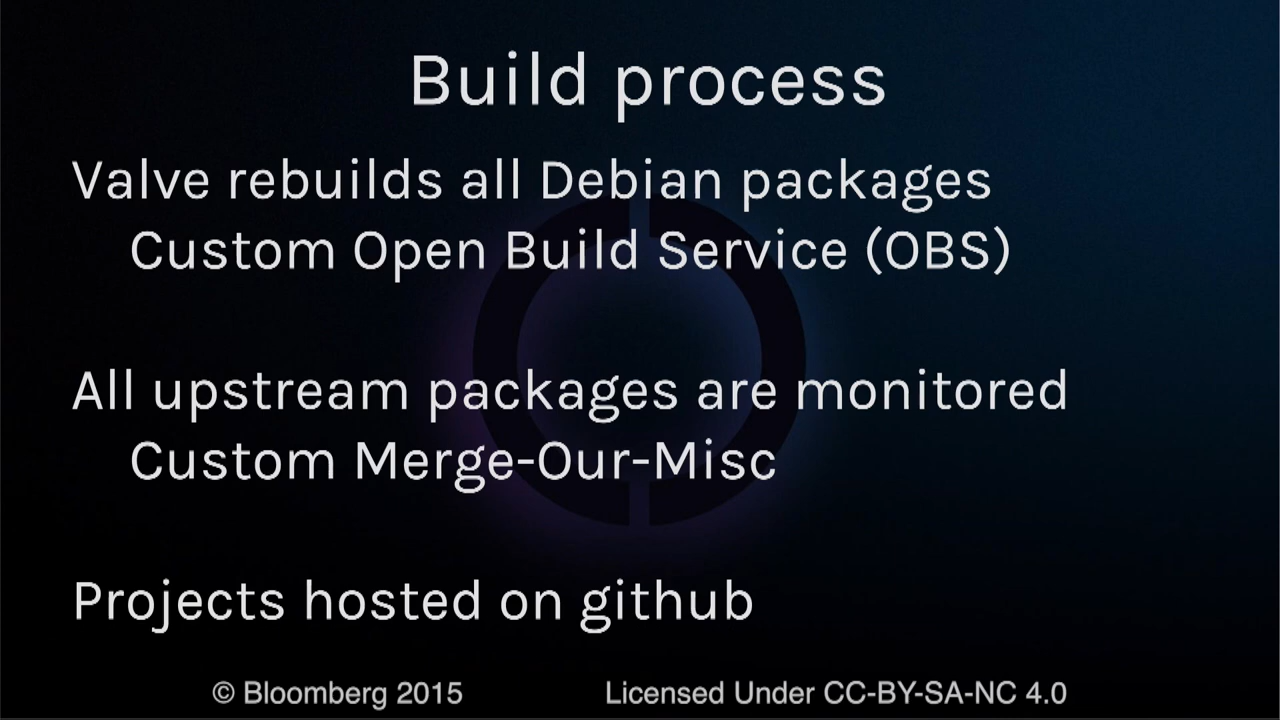 Build process
Valve rebuilds all Debian packages
Custom Open Build Service (OBS)
All upstream packages are monitored
Custom Merge-Our-Misc
Projects hosted on github
© Bloomberg 2015 Licensed Under CC-BY-SA-NC 4.0